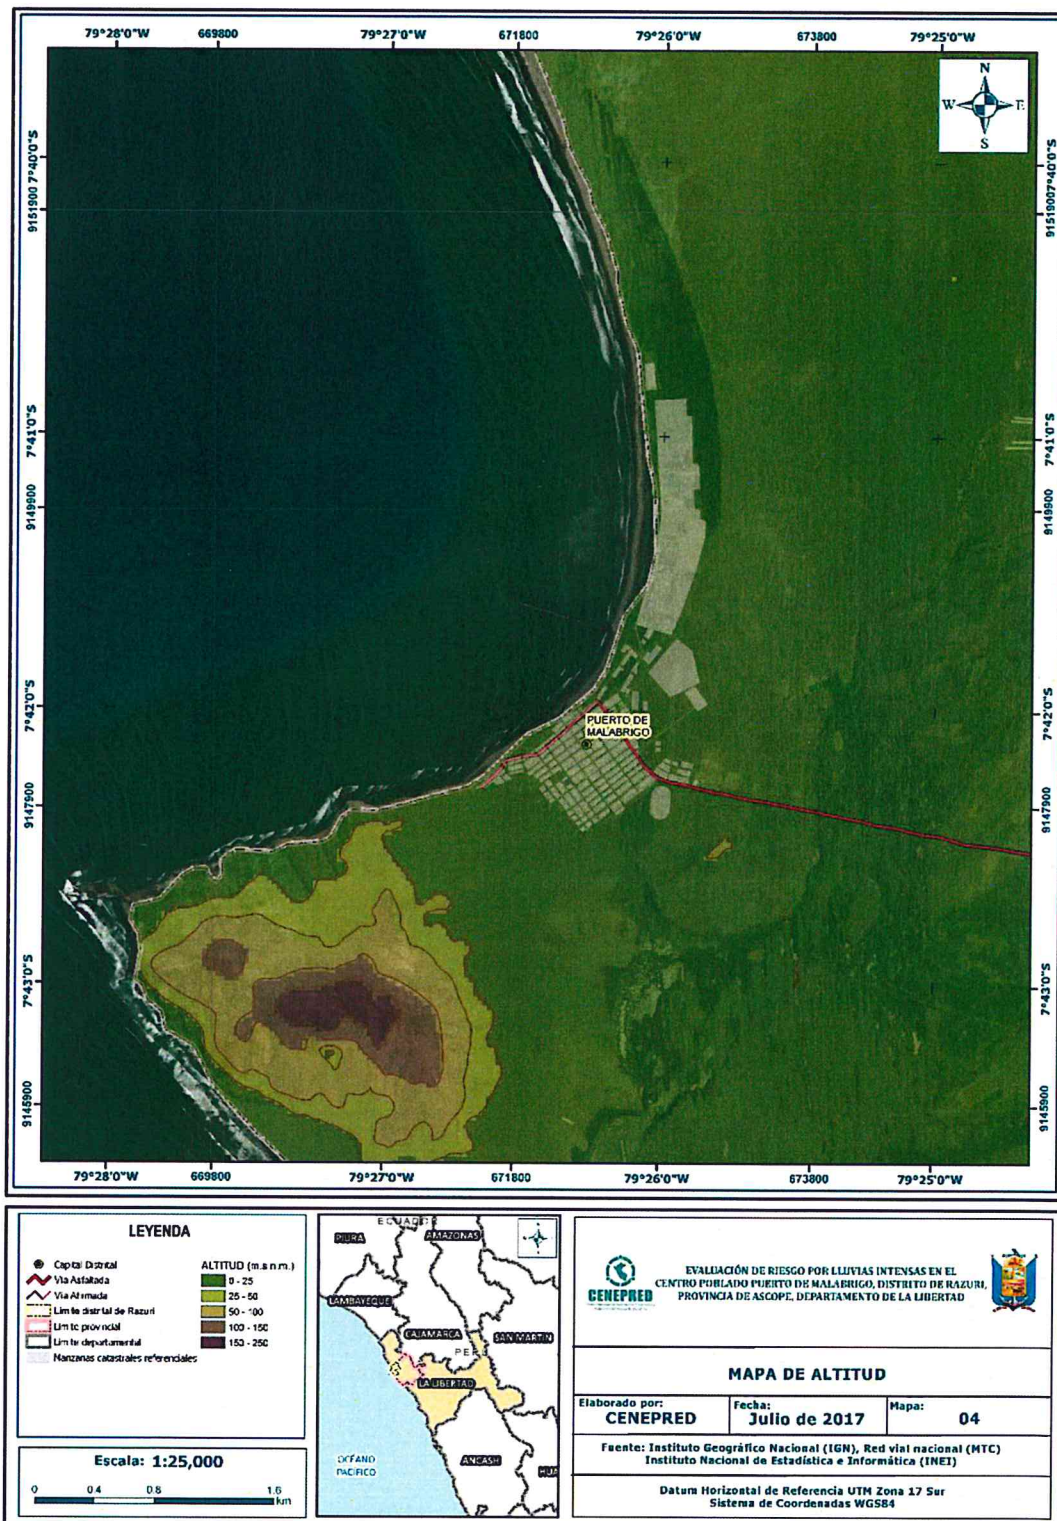 79°28'0"W 669800 79°27'0"W 671800 79°26'0"W 673800 79°25'0"W
N
W E
S
7°40'0"S 7°40'0"S
9151900 9151900
7°41'0"S 7°41'0"S
9149900 9149900
7°42'0"S 7°42'0"S
PUERTO DE
MALABRIGO
9147900 9147900
7°43'0"S 7°43'0"S
9145900 9145900
79°28'0"W 669800 79°27'0"W 671800 79°26'0"W 673800 79°25'0"W
LEYENDA
Capital Distrital
Via Asfaltada
Via Afirmada
Limite distrital de Razuri
Limite provincial
Limite departamental
Manzanas catastrales referenciales
ALTITUD (m.s.n.m.)
0 - 25
25 - 50
50 - 100
100 - 150
150 - 250
Escala: 1:25,000
0 0.4 0.8 1.6
km
ECUADOR
PIURA
AMAZONAS
LAMBAYEQUE
CAJAMARCA
SAN MARTIN
PERÚ
LA LIBERTAD
OCÉANO
PACÍFICO
ANCASH
HUA
CENEPRED
EVALUACIÓN DE RIESGO POR LLUVIAS INTENSAS EN EL
CENTRO POBLADO PUERTO DE MALABRIGO, DISTRITO DE RAZURI,
PROVINCIA DE ASCOPE, DEPARTAMENTO DE LA LIBERTAD
MAPA DE ALTITUD
Elaborado por:
CENEPRED
Fecha:
Julio de 2017
Mapa:
04
Fuente: Instituto Geográfico Nacional (IGN), Red vial nacional (MTC)
Instituto Nacional de Estadística e Informática (INEI)
Datum Horizontal de Referencia UTM Zona 17 Sur
Sistema de Coordenadas WGS84